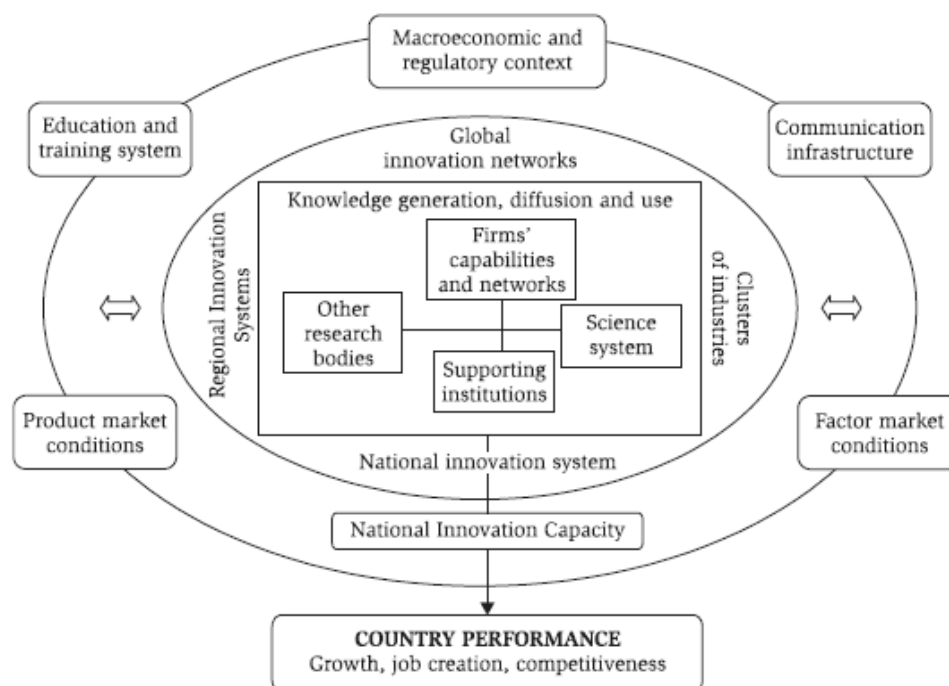 Macroeconomic and
regulatory context
Education and
training system
Communication
infrastructure
Global
innovation networks
Knowledge generation, diffusion and use
Firms'
capabilities
and networks
Regional Innovation
Systems
Other
research
bodies
Science
system
Clusters
of industries
Supporting
institutions
Product market
conditions
Factor market
conditions
National innovation system
National Innovation Capacity
COUNTRY PERFORMANCE
Growth, job creation, competitiveness